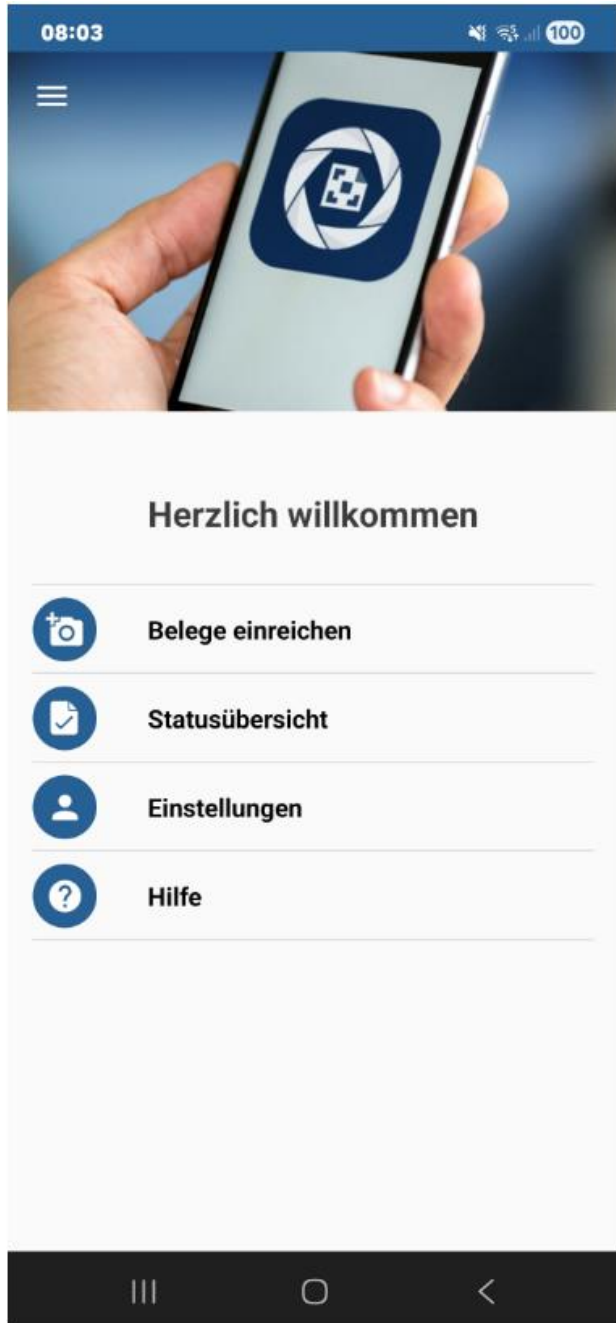 08:03
100
Herzlich willkommen
Belege einreichen
Statusübersicht
Einstellungen
Hilfe